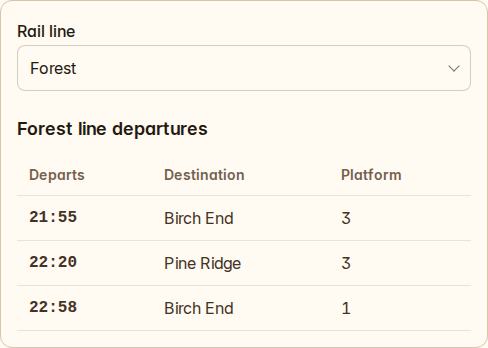 Rail line
Forest
Forest line departures
Departs Destination Platform
21:55 Birch End 3
22:20 Pine Ridge 3
22:58 Birch End 1